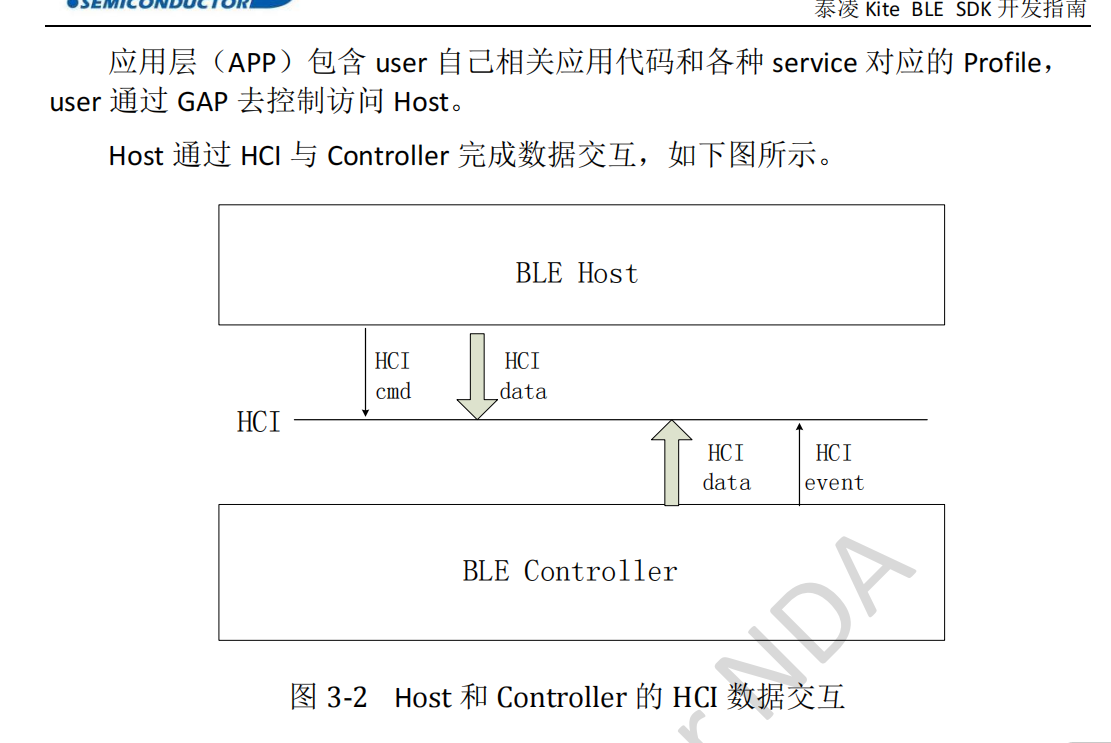 SEMICONDUCTOR
泰凌 Kite BLE SDK 开发指南
应用层（APP）包含 user 自己相关应用代码和各种 service 对应的 Profile，
user 通过 GAP 去控制访问 Host。
Host 通过 HCI 与 Controller 完成数据交互，如下图所示。
BLE Host
HCI
cmd
HCI
data
HCI
HCI
data
HCI
event
BLE Controller
r NDA
图 3-2 Host 和 Controller 的 HCI 数据交互